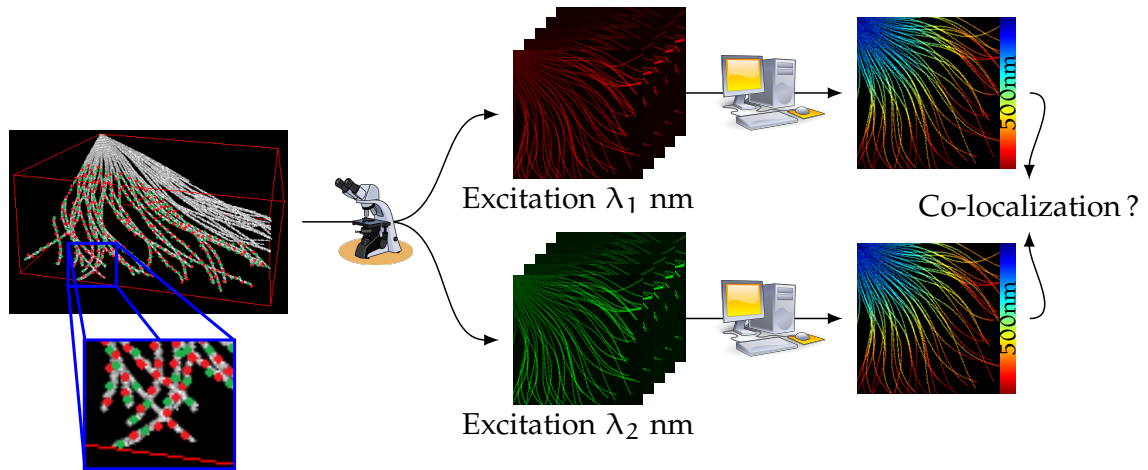 500nm
Excitation λ₁ nm
Co-localization ?
500nm
Excitation λ₂ nm